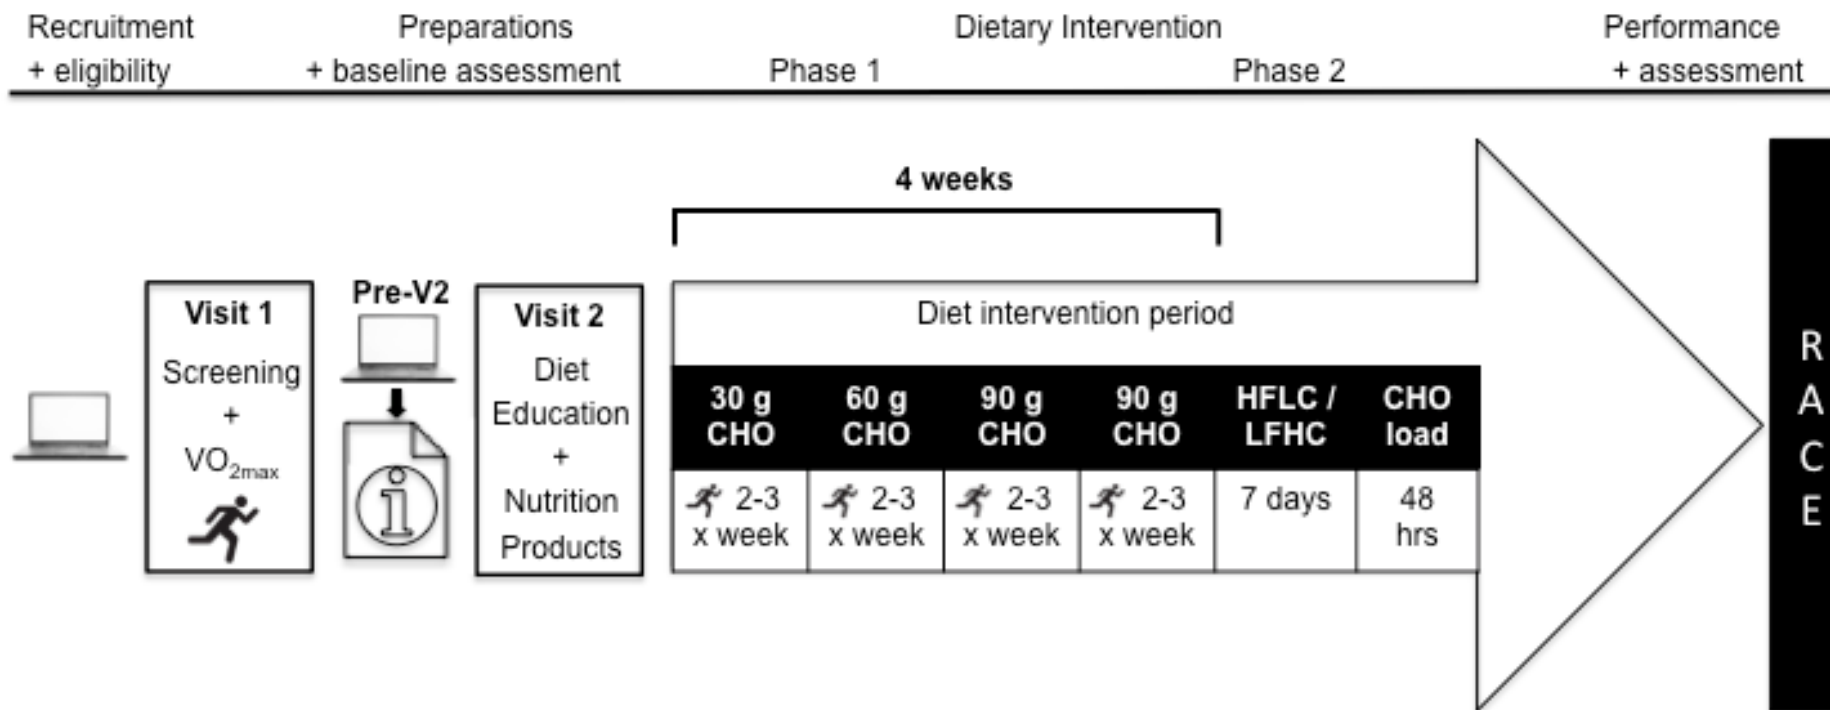 Recruitment
+ eligibility
Preparations
+ baseline assessment
Dietary Intervention
Phase 1
Phase 2
Performance
+ assessment
4 weeks
Visit 1
Screening
+
VO2max
Pre-V2
i
Visit 2
Diet
Education
+
Nutrition
Products
Diet intervention period
30 g
CHO
60 g
CHO
90 g
CHO
90 g
CHO
HFLC /
LFHC
CHO
load
2-3
x week
2-3
x week
2-3
x week
2-3
x week
7 days
48
hrs
R
A
C
E